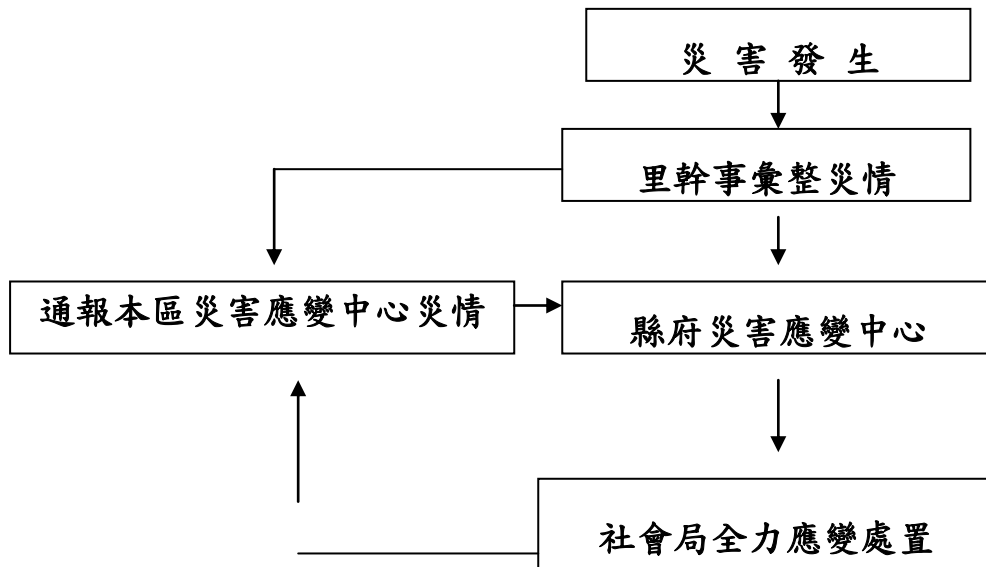 災 害 發 生
里幹事彙整災情
通報本區災害應變中心災情
縣府災害應變中心
社會局全力應變處置